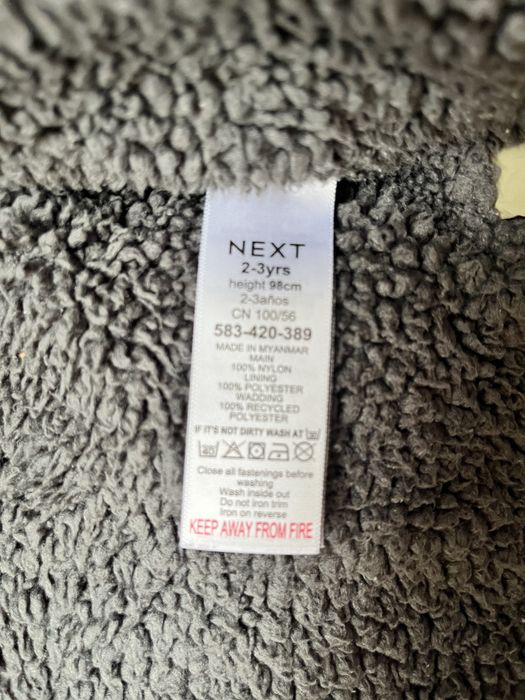 NEXT
2-3yrs
height 98cm
2-3años
CN 100/56
583-420-389
MADE IN MYANMAR
MAIN
100% NYLON
LINING
100% POLYESTER
WADDING
100% RECYCLED
POLYESTER
IF IT'S NOT DIRTY WASH AT 30
40
Close all fastenings before
washing
Wash inside out
Do not iron trim
Iron on reverse
KEEP AWAY FROM FIRE